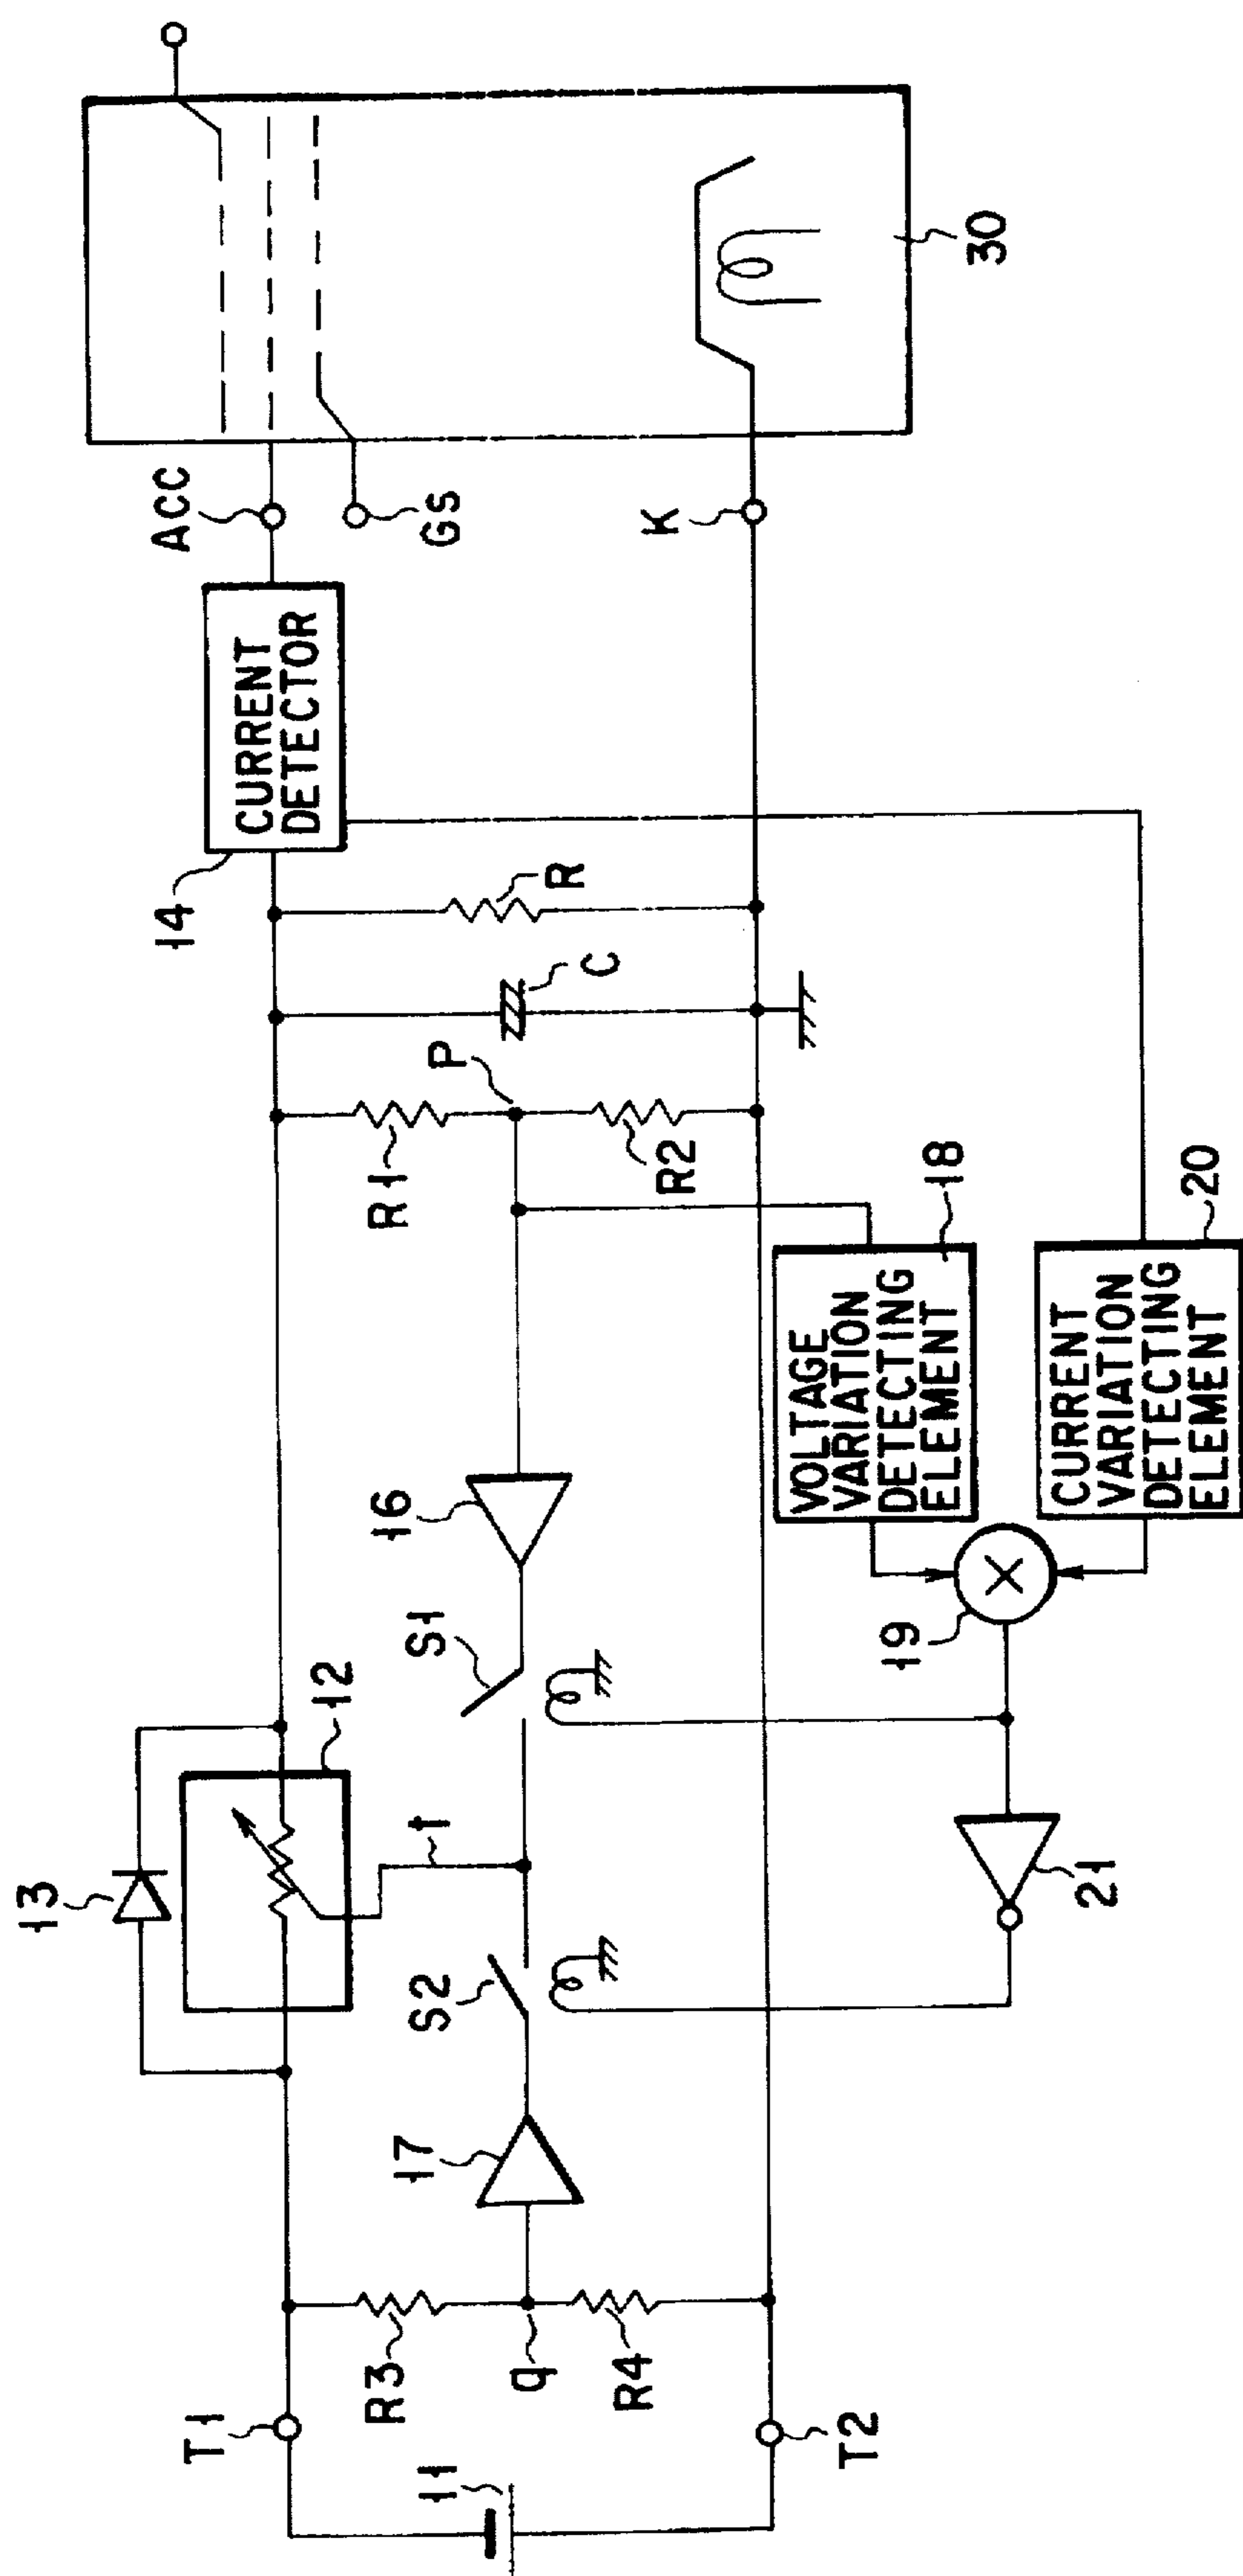 13
12
T1
14
CURRENT
DETECTOR
ACC
GS
30
K
R
C
P
R1
R2
16
S1
t
S2
17
R3
q
R4
11
T2
VOLTAGE
VARIATION
DETECTING
ELEMENT
18
CURRENT
VARIATION
DETECTING
ELEMENT
20
19
×
21